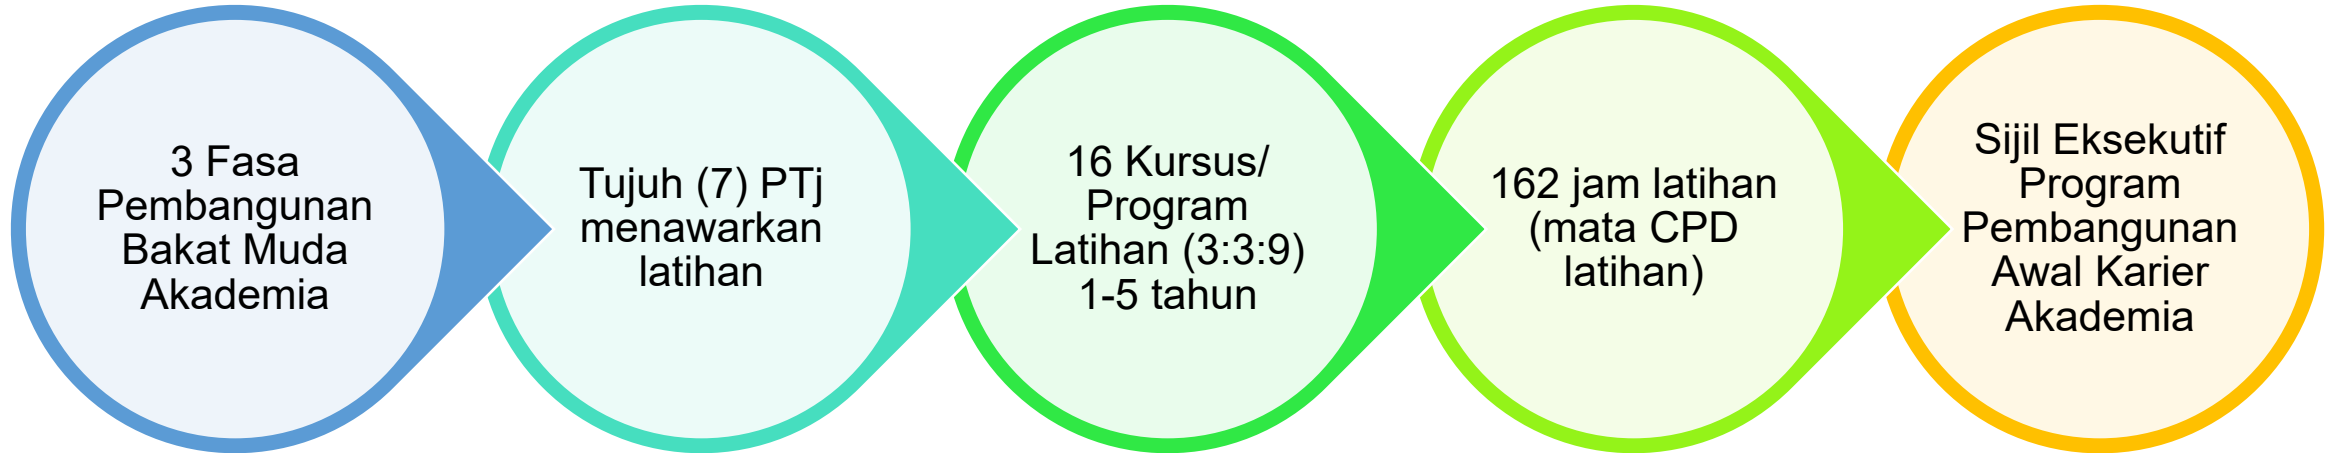 3 Fasa
Pembangunan
Bakat Muda
Akademia
Tujuh (7) PTj
menawarkan
latihan
16 Kursus/
Program
Latihan (3:3:9)
1-5 tahun
162 jam latihan
(mata CPD
latihan)
Sijil Eksekutif
Program
Pembangunan
Awal Karier
Akademia